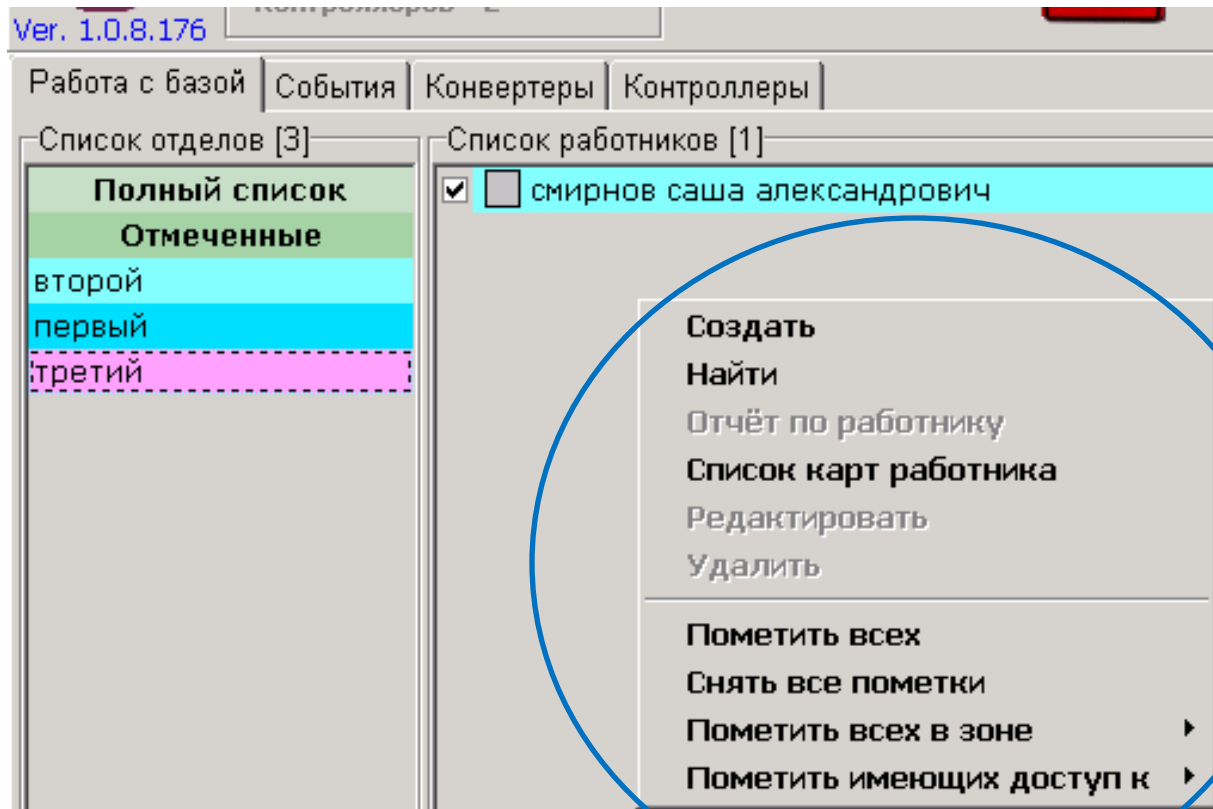 Ver. 1.0.8.176
Работа с базой
События
Конвертеры
Контроллеры
Список отделов [3]
Список работников [1]
Полный список
Отмеченные
второй
первый
третий
смирнов саша александрович
Создать
Найти
Отчёт по работнику
Список карт работника
Редактировать
Удалить
Пометить всех
Снять все пометки
Пометить всех в зоне
Пометить имеющих доступ к